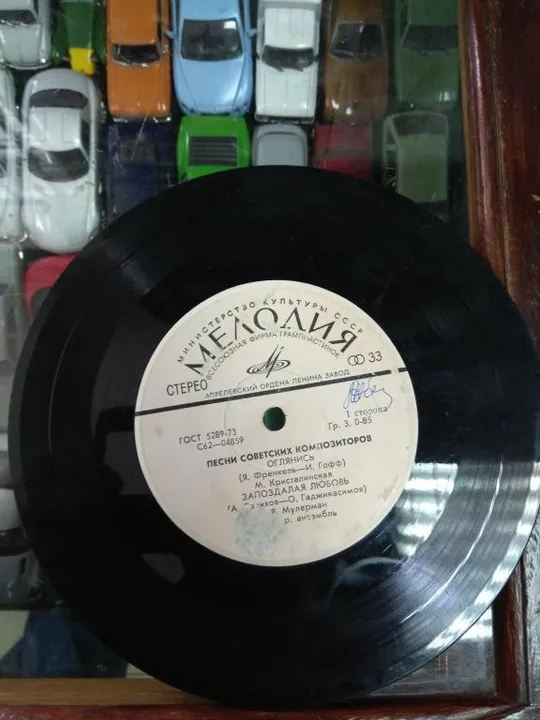 МИНИСТЕРСТВО КУЛЬТУРЫ СССР
МЕЛОДИЯ
ВСЕСОЮЗНАЯ ФИРМА ГРАМПЛАСТИНОК
СТЕРЕО
33
АПРЕЛЕВСКИЙ ОРДЕНА ЛЕНИНА ЗАВОД
ГОСТ 5289-73
С62—04859
1 сторона
Гр. 3. 0-85
ПЕСНИ СОВЕТСКИХ КОМПОЗИТОРОВ
ОГЛЯНИСЬ
(Я. Френкель—И. Гофф)
М. Кристалинская
ЗАПОЗДАЛАЯ ЛЮБОВЬ
О. Гаджикасимов)
Мулерман
ансамбль